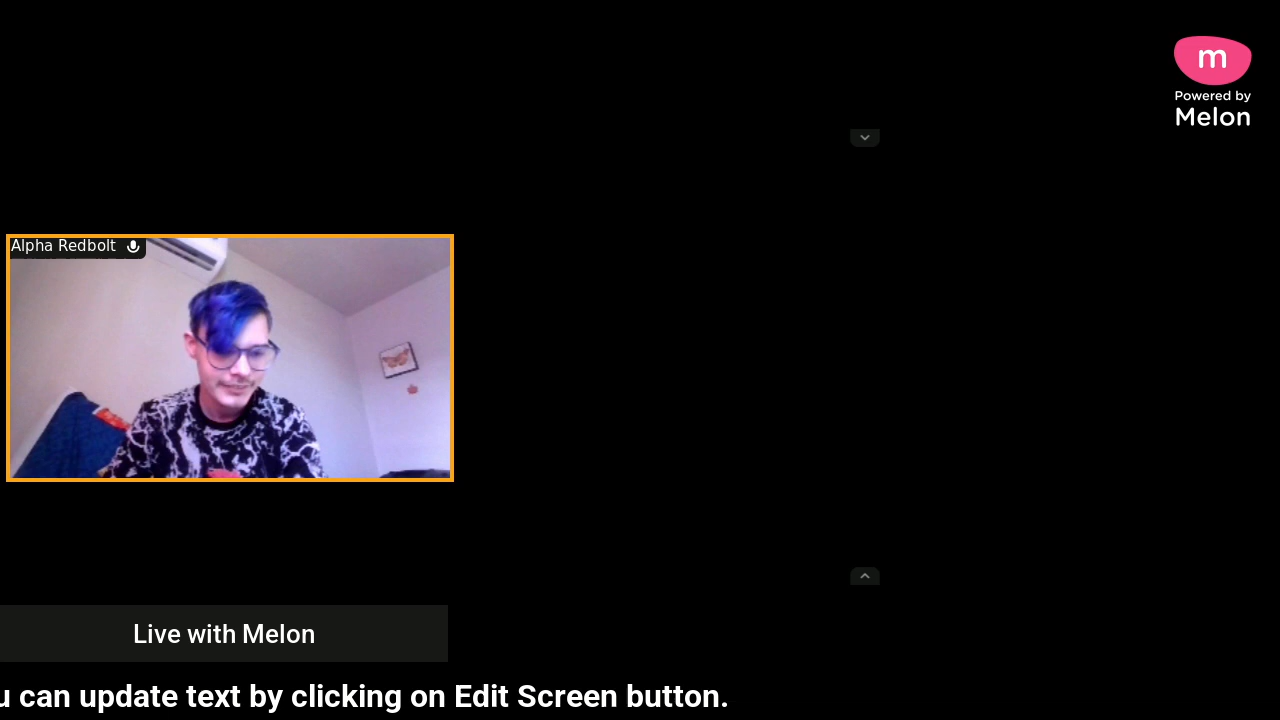 m
Powered by
Melon
Alpha Redbolt
Live with Melon
u can update text by clicking on Edit Screen button.